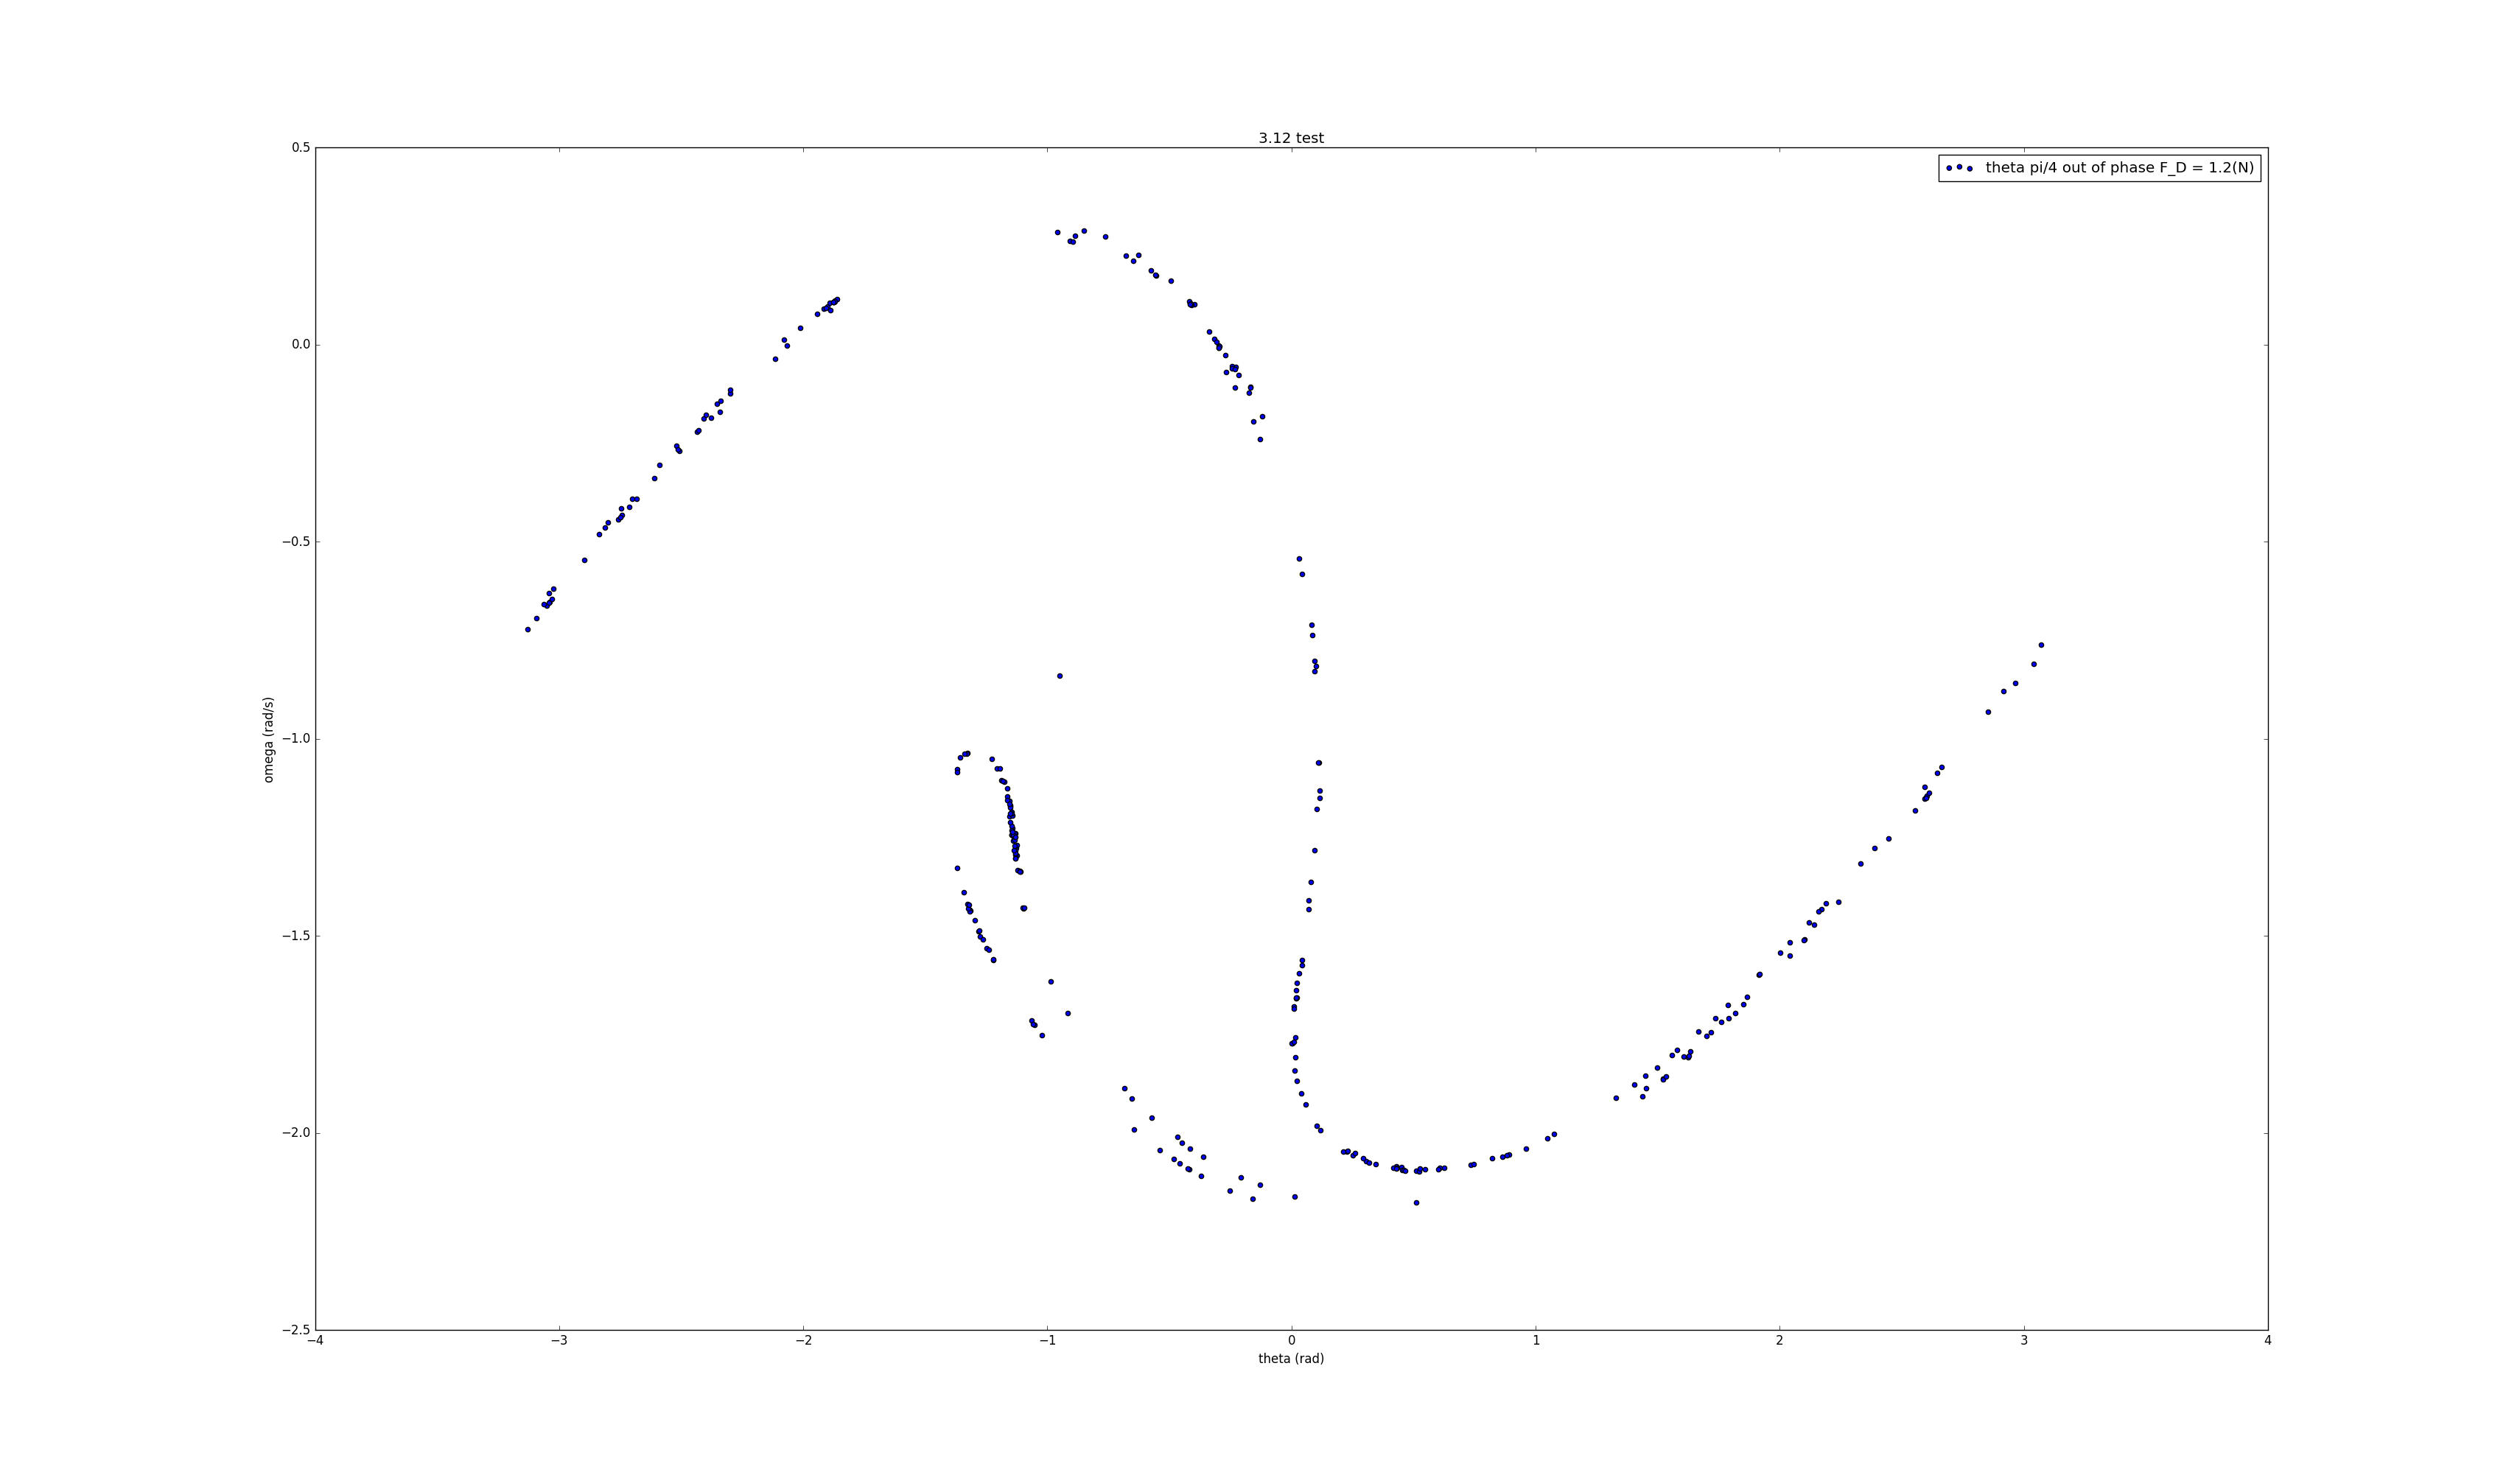 3.12 test
theta pi/4 out of phase F_D = 1.2(N)
0.5
0.0
−0.5
−1.0
−1.5
−2.0
−2.5
omega (rad/s)
−4 −3 −2 −1 0 1 2 3 4
theta (rad)